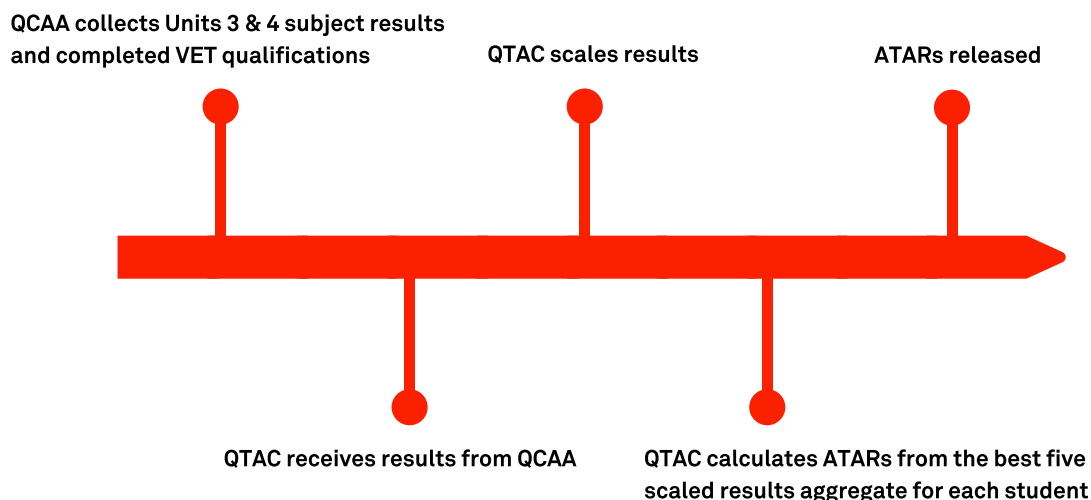 QCAA collects Units 3 & 4 subject results
and completed VET qualifications
QTAC scales results
ATARs released
QTAC receives results from QCAA
QTAC calculates ATARs from the best five
scaled results aggregate for each student